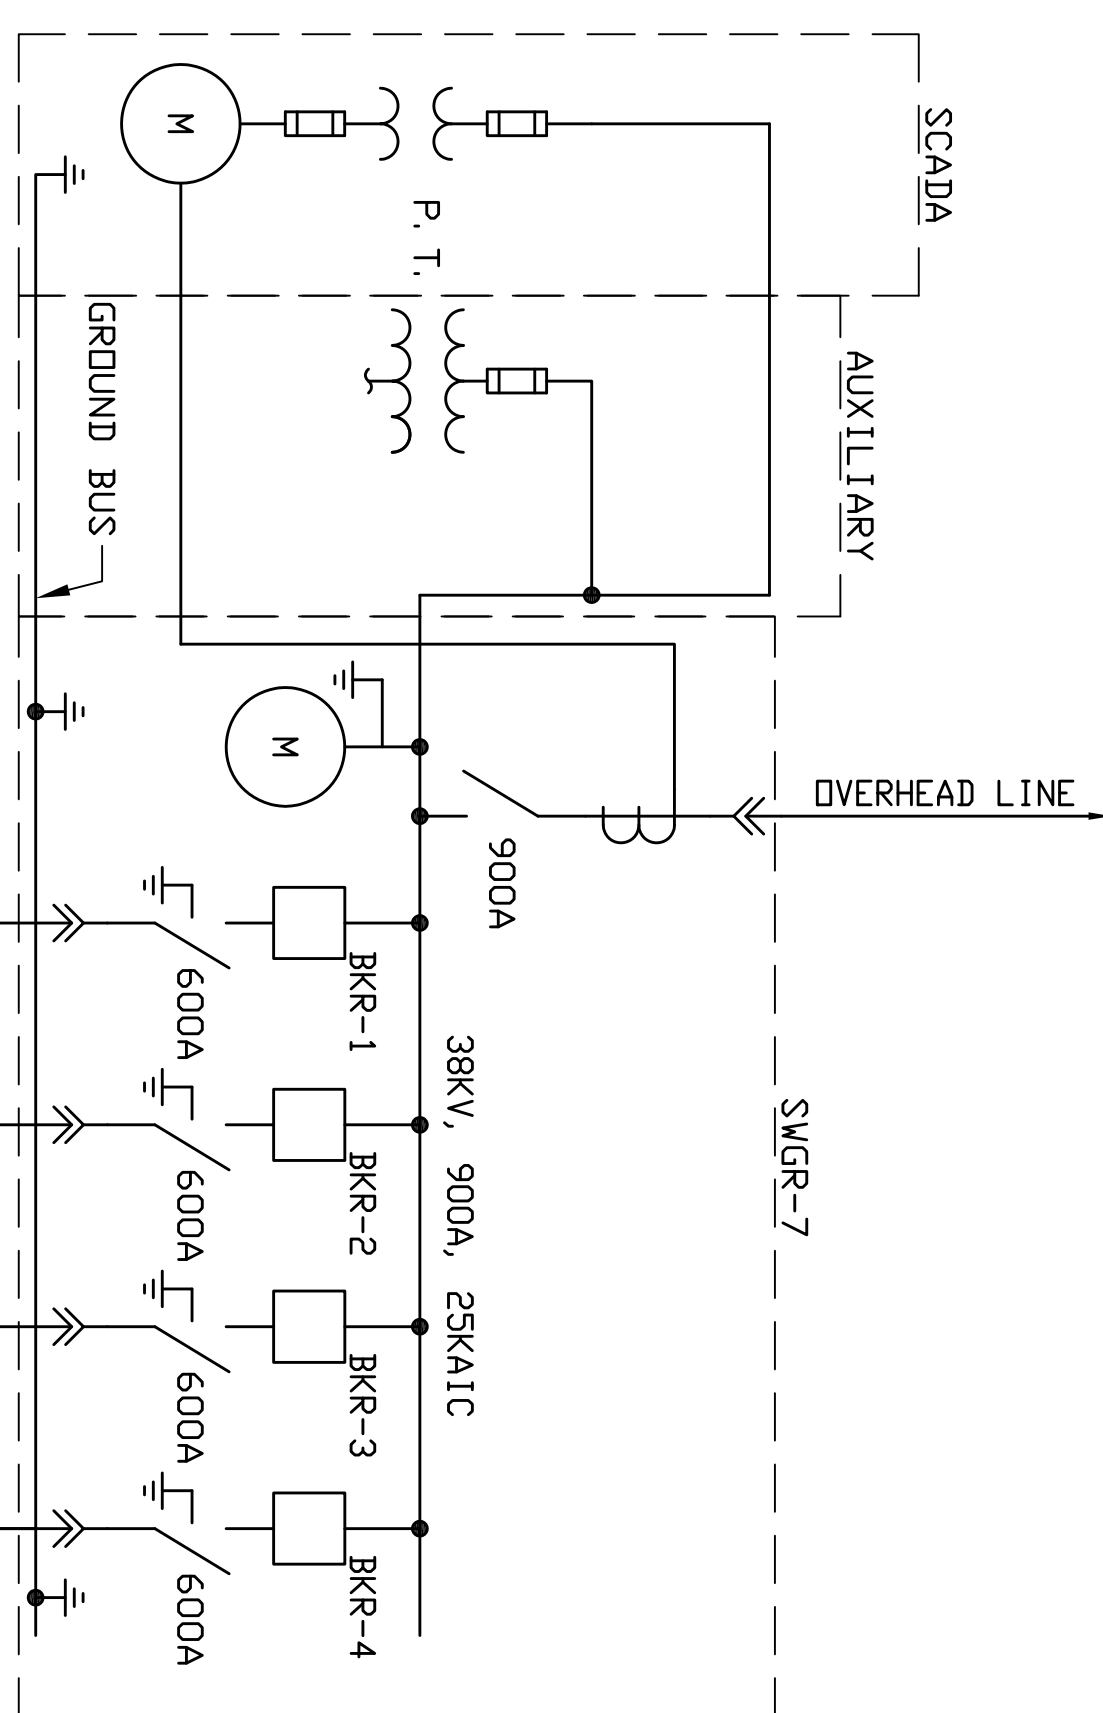 SCADA
M
P. T.
AUXILIARY
GROUND BUS
M
OVERHEAD LINE
900A
SWGR-7
38KV, 900A, 25KAIC
BKR-1
600A
BKR-2
600A
BKR-3
600A
BKR-4
600A